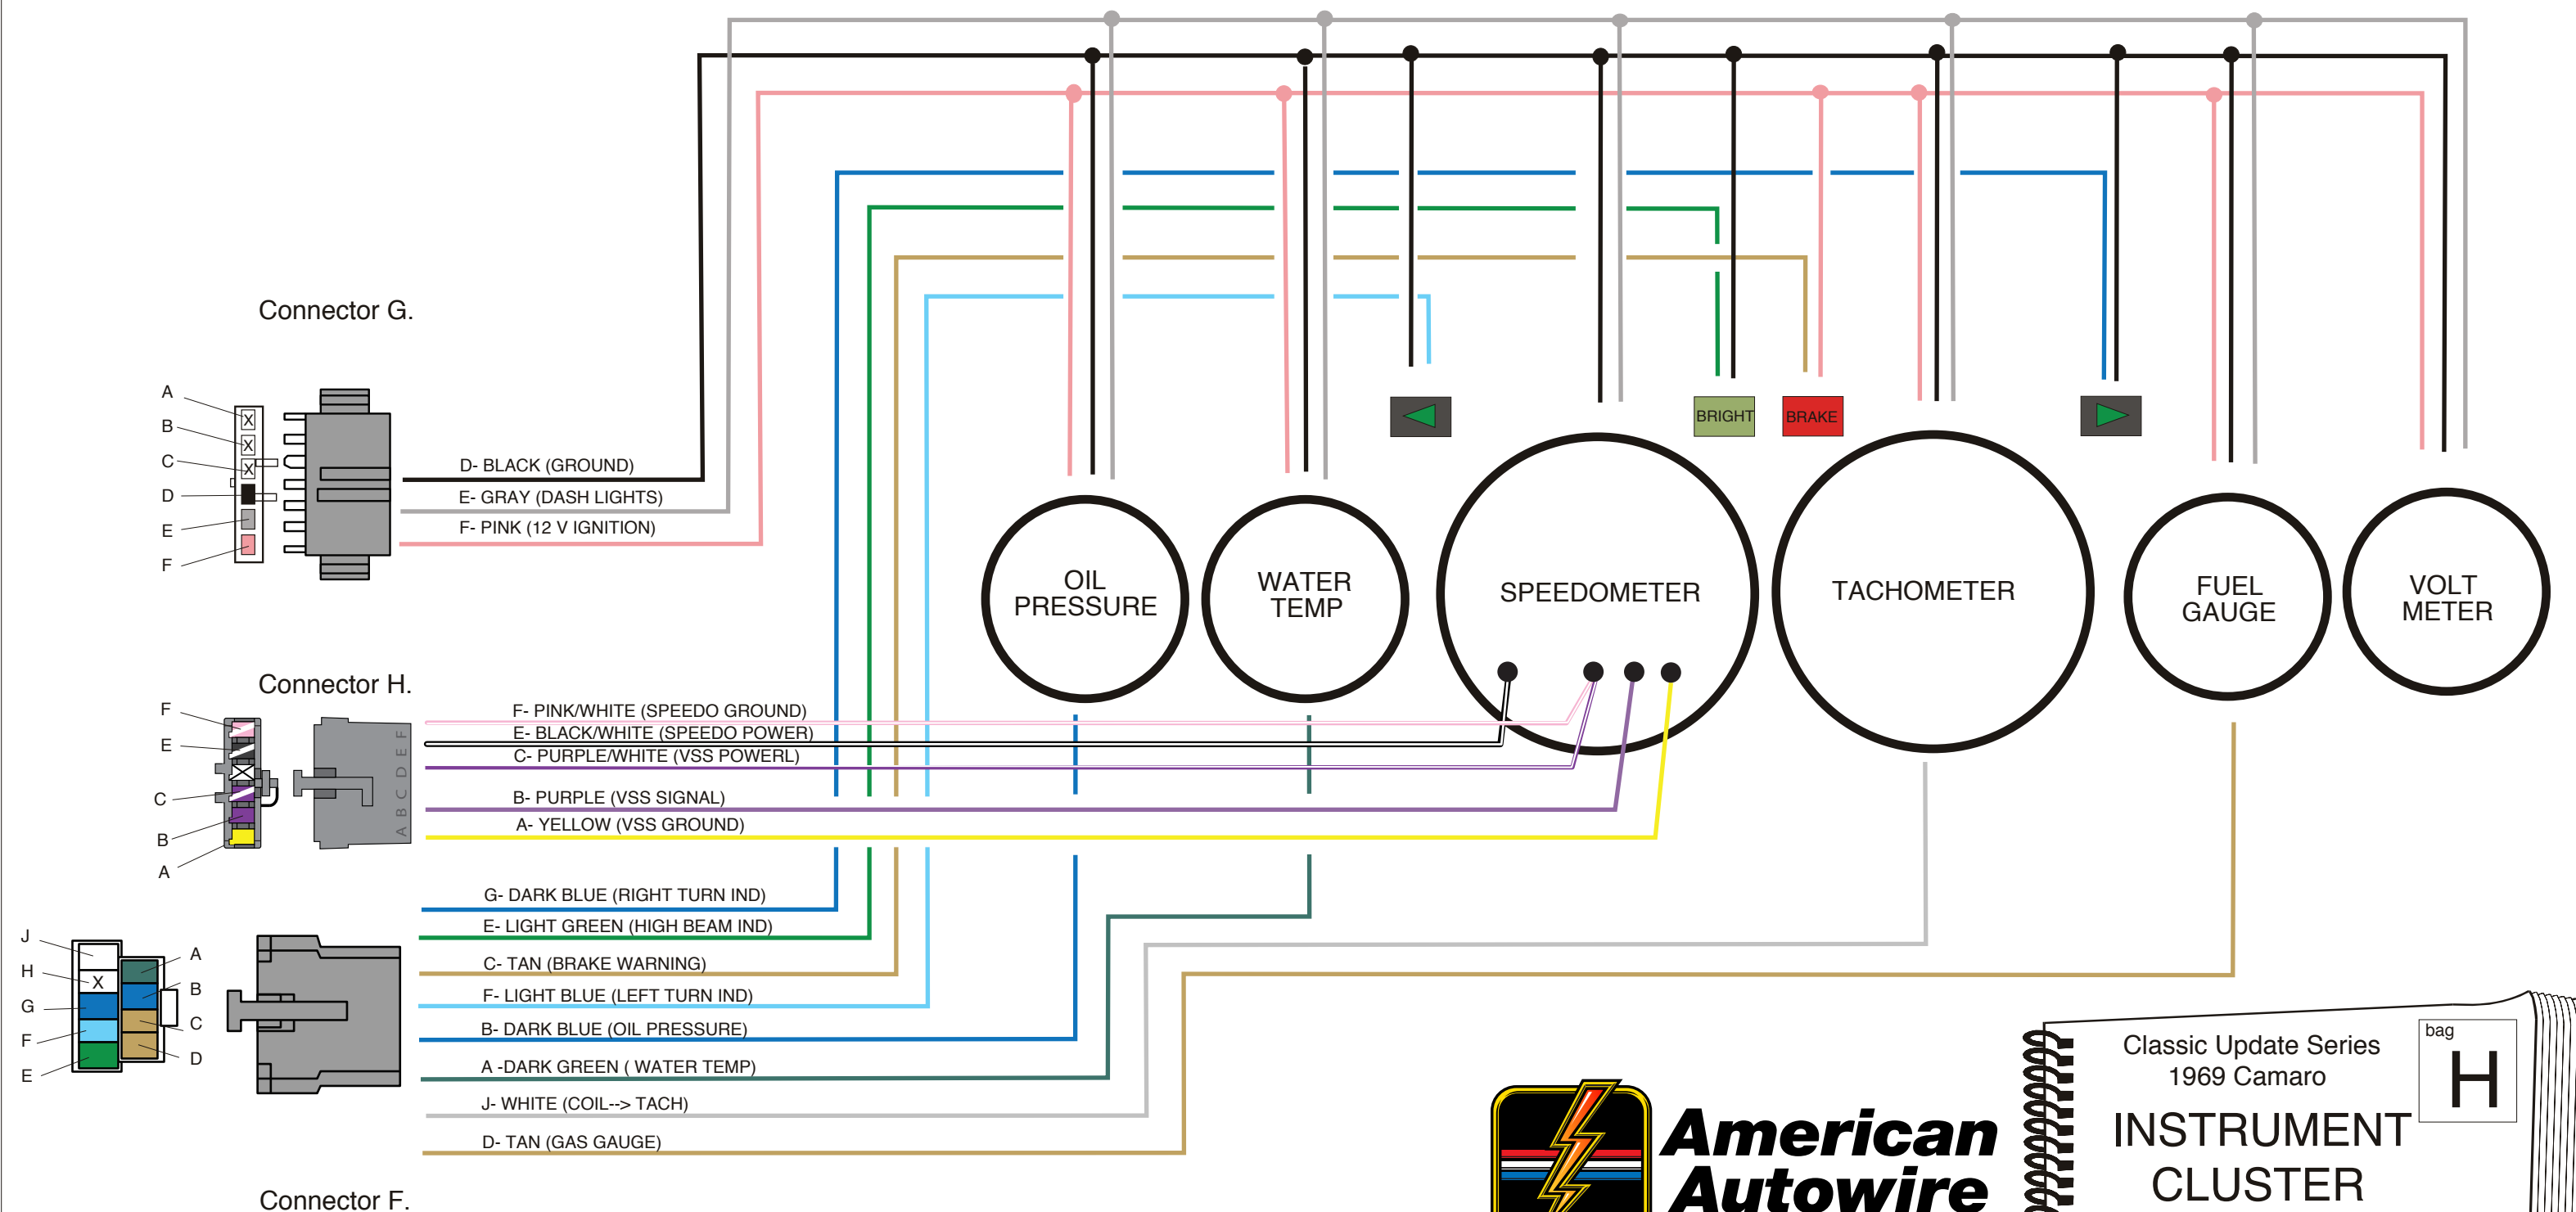 Connector G.
A
B
C
D
E
F
X
X
X
D- BLACK (GROUND)
E- GRAY (DASH LIGHTS)
F- PINK (12 V IGNITION)
BRIGHT
BRAKE
OIL
PRESSURE
WATER
TEMP
SPEEDOMETER
TACHOMETER
FUEL
GAUGE
VOLT
METER
Connector H.
F
E
C
B
A
A B C D E F
F- PINK/WHITE (SPEEDO GROUND)
E- BLACK/WHITE (SPEEDO POWER)
C- PURPLE/WHITE (VSS POWERL)
B- PURPLE (VSS SIGNAL)
A- YELLOW (VSS GROUND)
J
H
G
F
E
X
A
B
C
D
G- DARK BLUE (RIGHT TURN IND)
E- LIGHT GREEN (HIGH BEAM IND)
C- TAN (BRAKE WARNING)
F- LIGHT BLUE (LEFT TURN IND)
B- DARK BLUE (OIL PRESSURE)
A -DARK GREEN ( WATER TEMP)
J- WHITE (COIL--> TACH)
D- TAN (GAS GAUGE)
Connector F.
American
Autowire
Classic Update Series
1969 Camaro
INSTRUMENT
CLUSTER
bag
H